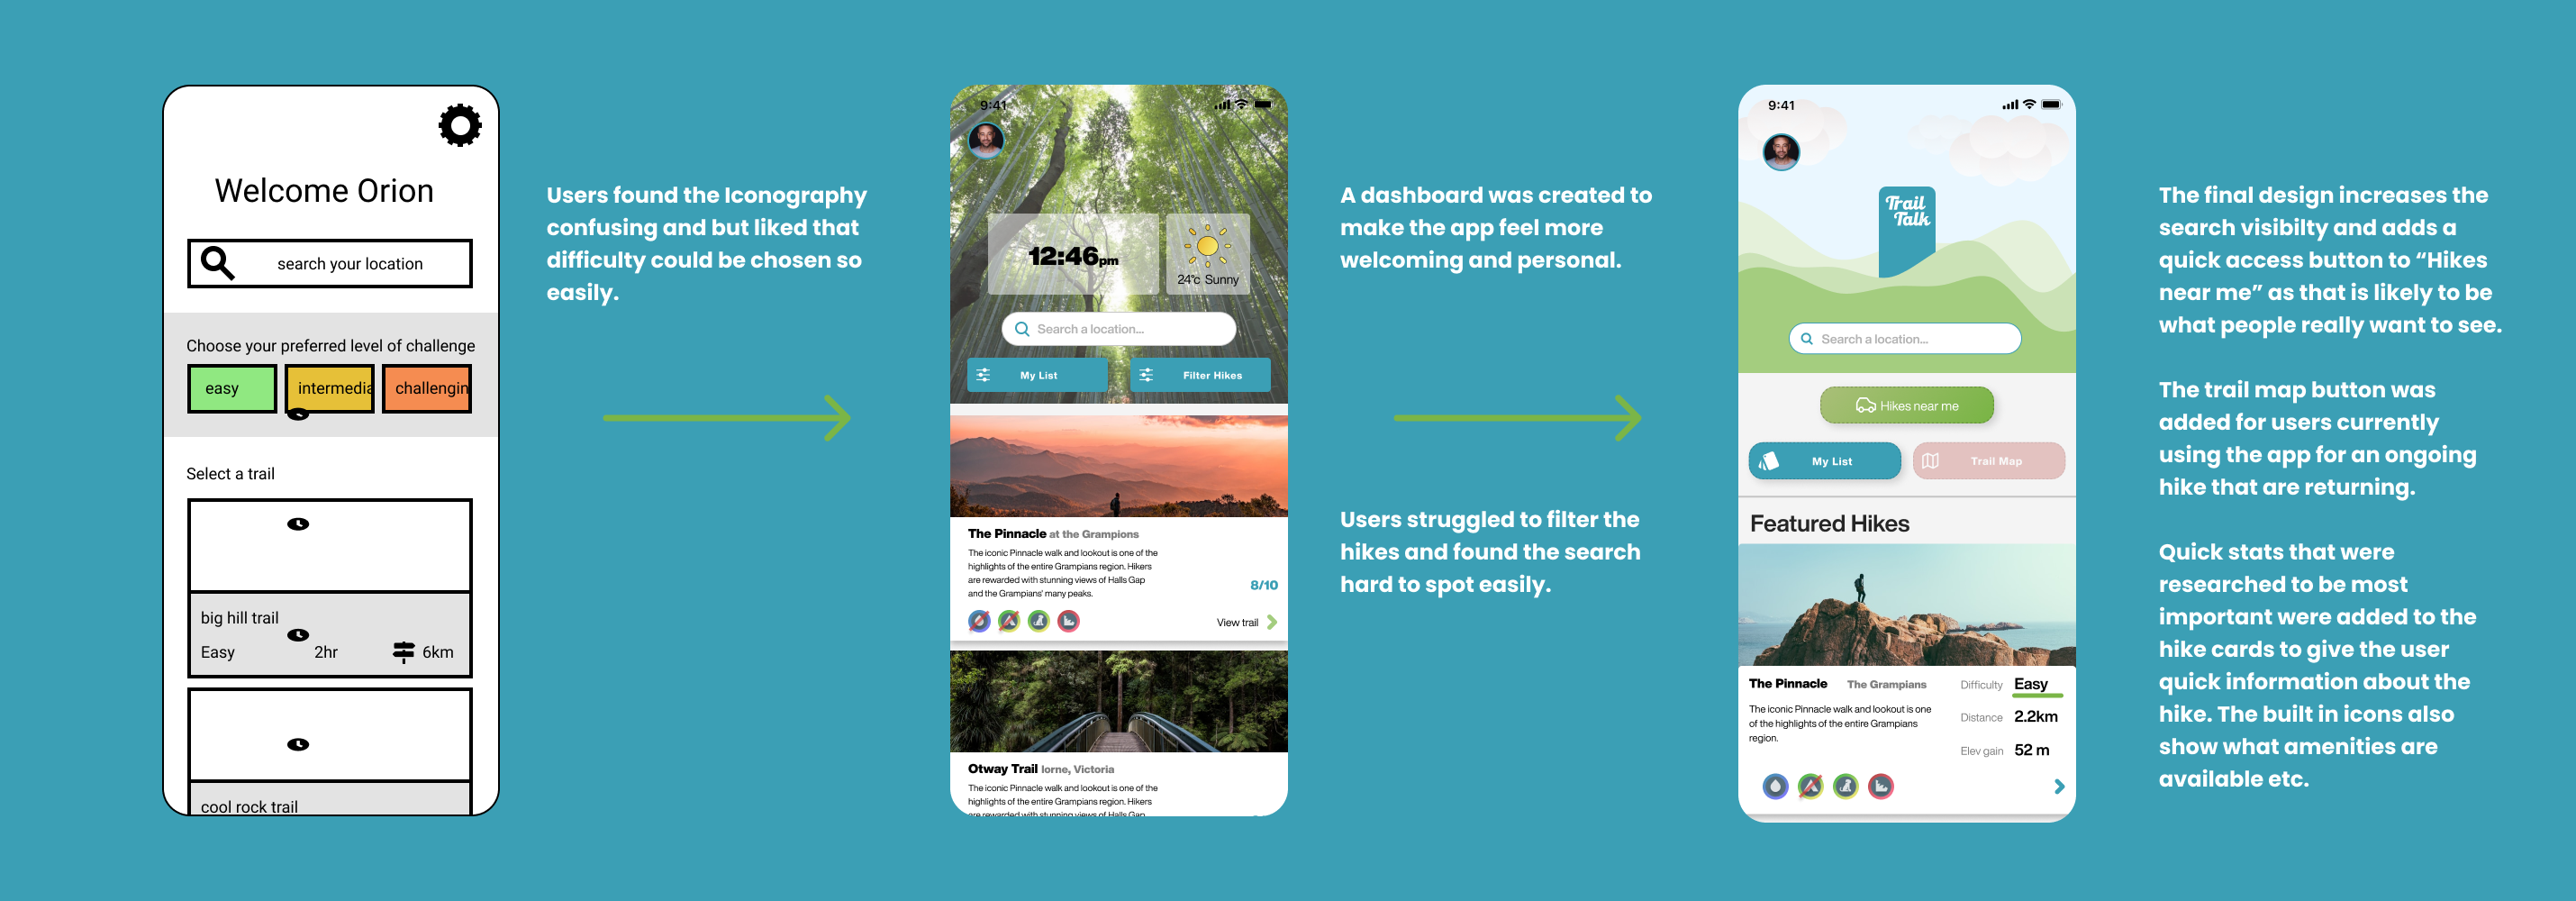 Welcome Orion
search your location
Choose your preferred level of challenge
easy
intermedia
challengin
Select a trail
big hill trail
Easy
2hr
6km
cool rock trail
Users found the Iconography
confusing and but liked that
difficulty could be chosen so
easily.
9:41
12:46pm
24°c Sunny
Search a location...
My List
Filter Hikes
The Pinnacle at the Grampions
The iconic Pinnacle walk and lookout is one of the
highlights of the entire Grampians region. Hikers
are rewarded with stunning views of Halls Gap
and the Grampians' many peaks.
8/10
View trail
Otway Trail lorne, Victoria
The iconic Pinnacle walk and lookout is one of the
highlights of the entire Grampians region. Hikers
are rewarded with stunning views of Halls Gap
A dashboard was created to
make the app feel more
welcoming and personal.
Users struggled to filter the
hikes and found the search
hard to spot easily.
9:41
Trail
Talk
Search a location...
Hikes near me
My List
Trail Map
Featured Hikes
The Pinnacle
The Grampians
The iconic Pinnacle walk and lookout is one
of the highlights of the entire Grampians
region.
Difficulty Easy
Distance 2.2km
Elev gain 52 m
The final design increases the
search visibilty and adds a
quick access button to “Hikes
near me” as that is likely to be
what people really want to see.
The trail map button was
added for users currently
using the app for an ongoing
hike that are returning.
Quick stats that were
researched to be most
important were added to the
hike cards to give the user
quick information about the
hike. The built in icons also
show what amenities are
available etc.